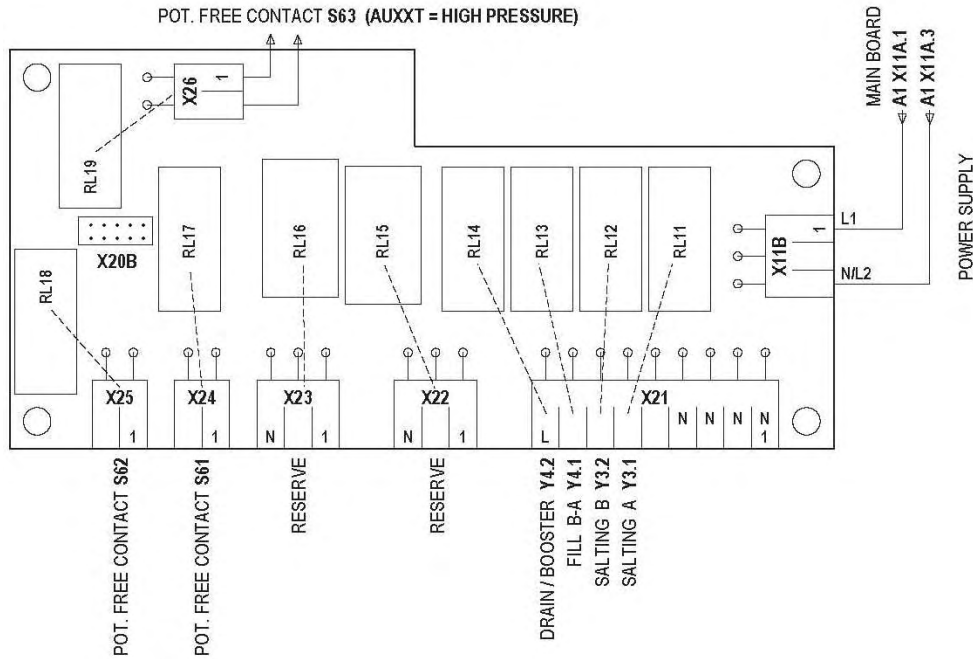 POT. FREE CONTACT S63 (AUXXT = HIGH PRESSURE)
MAIN BOARD
A1 X11A.1
A1 X11A.3
POWER SUPPLY
X26
1
RL19
X20B
RL18
RL17
RL16
RL15
RL14
RL13
RL12
RL11
X11B
1
L1
N/L2
X25
1
X24
1
X23
N
1
X22
N
1
X21
L
N
N
N
N
1
POT. FREE CONTACT S62
POT. FREE CONTACT S61
RESERVE
RESERVE
DRAIN / BOOSTER Y4.2
FILL B-A Y4.1
SALTING B Y3.2
SALTING A Y3.1